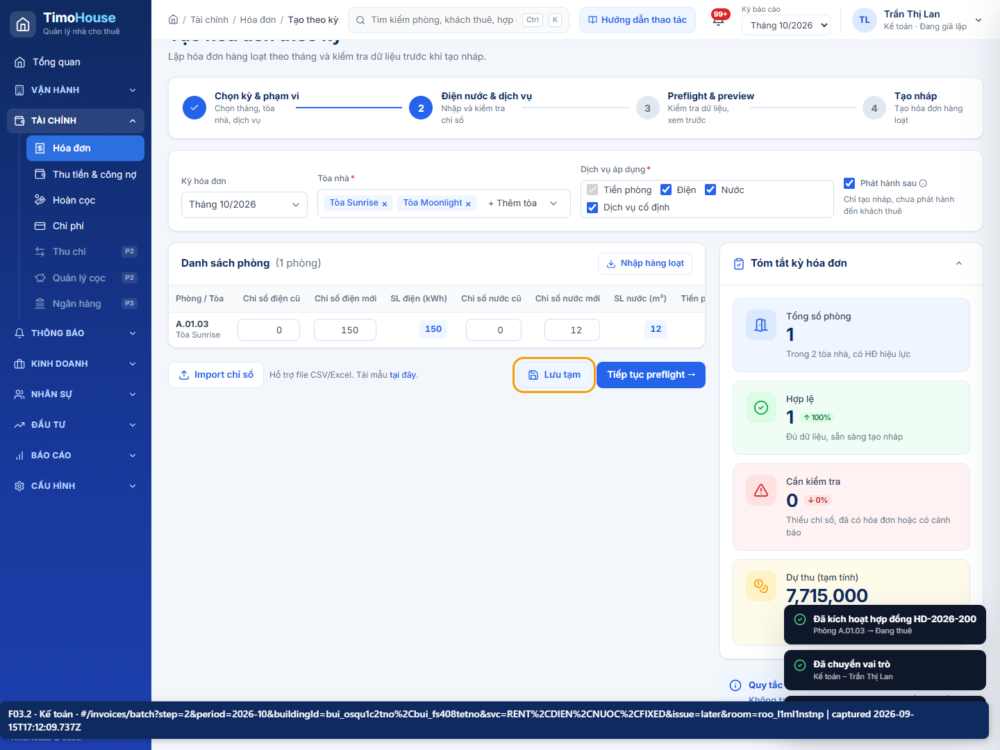 TimoHouse
Quản lý nhà cho thuê
Tổng quan
VẬN HÀNH
TÀI CHÍNH
Hóa đơn
Thu tiền & công nợ
Hoàn cọc
Chi phí
Thu chi P2
Quản lý cọc P2
Ngân hàng P3
THÔNG BÁO
KINH DOANH
NHÂN SỰ
ĐẦU TƯ
BÁO CÁO
CẤU HÌNH
/ Tài chính / Hóa đơn / Tạo theo kỳ
Tìm kiếm phòng, khách thuê, hợp Ctrl K
Hướng dẫn thao tác
99+
Kỳ báo cáo
Tháng 10/2026
TL
Trần Thị Lan
Kế toán · Đang giả lập
Lập hóa đơn hàng loạt theo tháng và kiểm tra dữ liệu trước khi tạo nháp.
Chọn kỳ & phạm vi
Chọn tháng, tòa
nhà, dịch vụ
2
Điện nước & dịch vụ
Nhập và kiểm tra
chỉ số
3
Preflight & preview
Kiểm tra dữ liệu,
xem trước
4
Tạo nháp
Tạo hóa đơn hàng
loạt
Kỳ hóa đơn
Tháng 10/2026
Tòa nhà *
Tòa Sunrise × Tòa Moonlight × + Thêm tòa
Dịch vụ áp dụng *
Tiền phòng Điện Nước
Dịch vụ cố định
Phát hành sau
Chỉ tạo nháp, chưa phát hành
đến khách thuê
Danh sách phòng (1 phòng)
Nhập hàng loạt
Phòng / Tòa Chỉ số điện cũ Chỉ số điện mới SL điện (kWh) Chỉ số nước cũ Chỉ số nước mới SL nước (m³) Tiền p
A.01.03
Tòa Sunrise
0 150 150 0 12 12
Import chỉ số
Hỗ trợ file CSV/Excel. Tải mẫu tại đây.
Lưu tạm
Tiếp tục preflight →
Tóm tắt kỳ hóa đơn
Tổng số phòng
1
Trong 2 tòa nhà, có HĐ hiệu lực
Hợp lệ
1 ↑ 100%
Đủ dữ liệu, sẵn sàng tạo nháp
Cần kiểm tra
0 ↓ 0%
Thiếu chỉ số, đã có hóa đơn hoặc có cảnh
báo
Dự thu (tạm tính)
7,715,000
Đã kích hoạt hợp đồng HD-2026-200
Phòng A.01.03 → Đang thuê
Đã chuyển vai trò
Kế toán – Trần Thị Lan
Quy tắc
F03.2 · Kế toán · #/invoices/batch?step=2&period=2026-10&buildingId=bui_osqu1c2tno%2Cbui_fs408tetno&svc=RENT%2CDIEN%2CNUOC%2CFIXED&issue=later&room=roo_l1ml1nstnp | captured 2026-09-
15T17:12:09.737Z